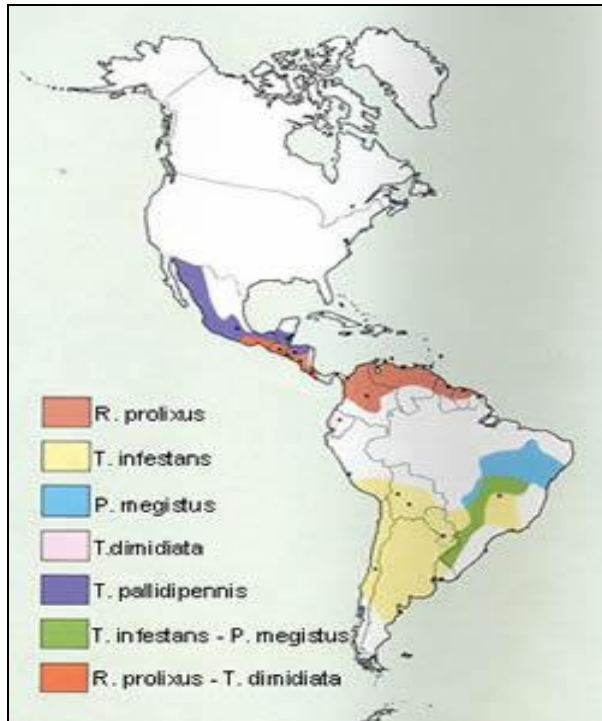 R. prolixus
T. infestans
P. megistus
T.dimidiata
T. pallidipennis
T. infestans - P. megistus
R. prolixus - T. dimidiata